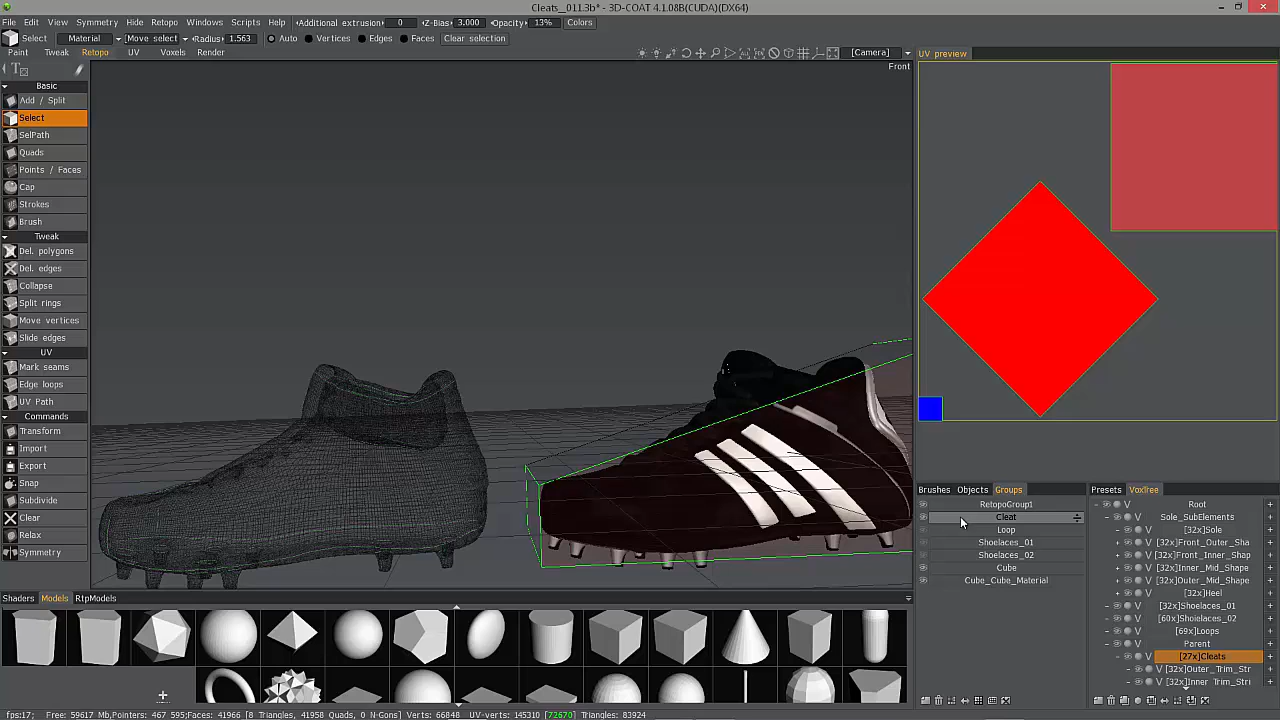 Cleats__011.3b* - 3D-COAT 4.1.08B(CUDA)(DX64)
File Edit View Symmetry Hide Retopo Windows Scripts Help Additional extrusion 0 Z-Bias 3.000 Opacity 13% Colors
Select Material Move select Radius 1.563 Auto Vertices Edges Faces Clear selection
Paint Tweak Retopo UV Voxels Render [Camera] UV preview
Front
Basic
Add / Split
Select
SelPath
Quads
Points / Faces
Cap
Strokes
Brush
Tweak
Del. polygons
Del. edges
Collapse
Split rings
Move vertices
Slide edges
UV
Mark seams
Edge loops
UV Path
Commands
Transform
Import
Export
Snap
Subdivide
Clear
Relax
Symmetry
Brushes Objects Groups
RetopoGroup1
Cleat
Loop
Shoelaces_01
Shoelaces_02
Cube
Cube_Cube_Material
Presets VoxTree
V Root
V Sole_SubElements
V [32x]Sole
V [32x]Front_Outer_Sha
V [32x]Front_Inner_Shap
V [32x]Inner_Mid_Shape
V [32x]Outer_Mid_Shape
V [32x]Heel
V [32x]Shoelaces_01
V [60x]Shoelaces_02
V [69x]Loops
V Parent
V [27x]Cleats
V [32x]Outer_Trim_Str
V [32x]Inner_Trim_Stri
Shaders Models RtpModels
fps:17; Free: 59617 Mb,Pointers: 467 595;Faces: 41966 [8 Triangles, 41958 Quads, 0 N-Gons] Verts: 66848 UV-verts: 145310 [72670] Triangles: 83924